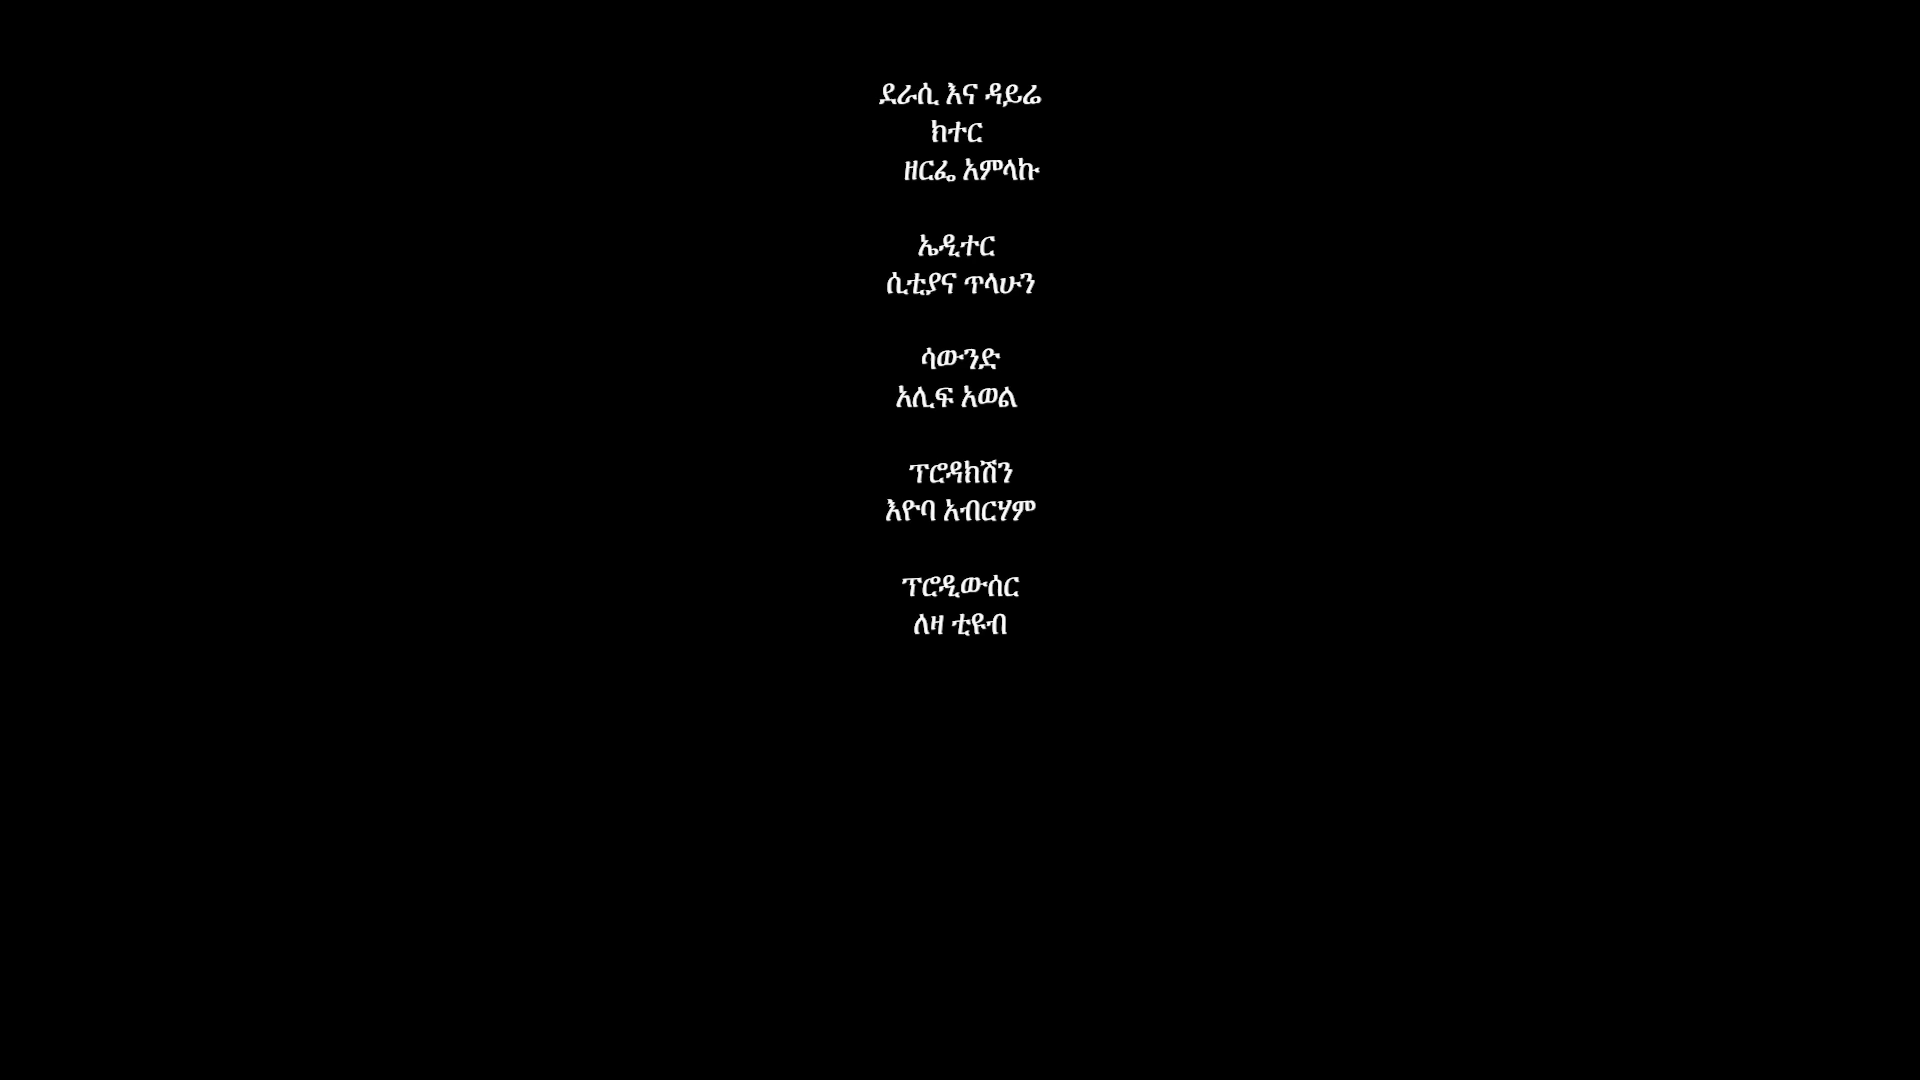 ደራሲ እና ዳይሬ
ክተር
ዘርፌ አምላኩ
ኤዲተር
ሲቲያና ጥላሁን
ሳውንድ
አሊፍ አወል
ፕሮዳክሽን
እዮባ አብርሃም
ፕሮዲውሰር
ለዛ ቲዩብ